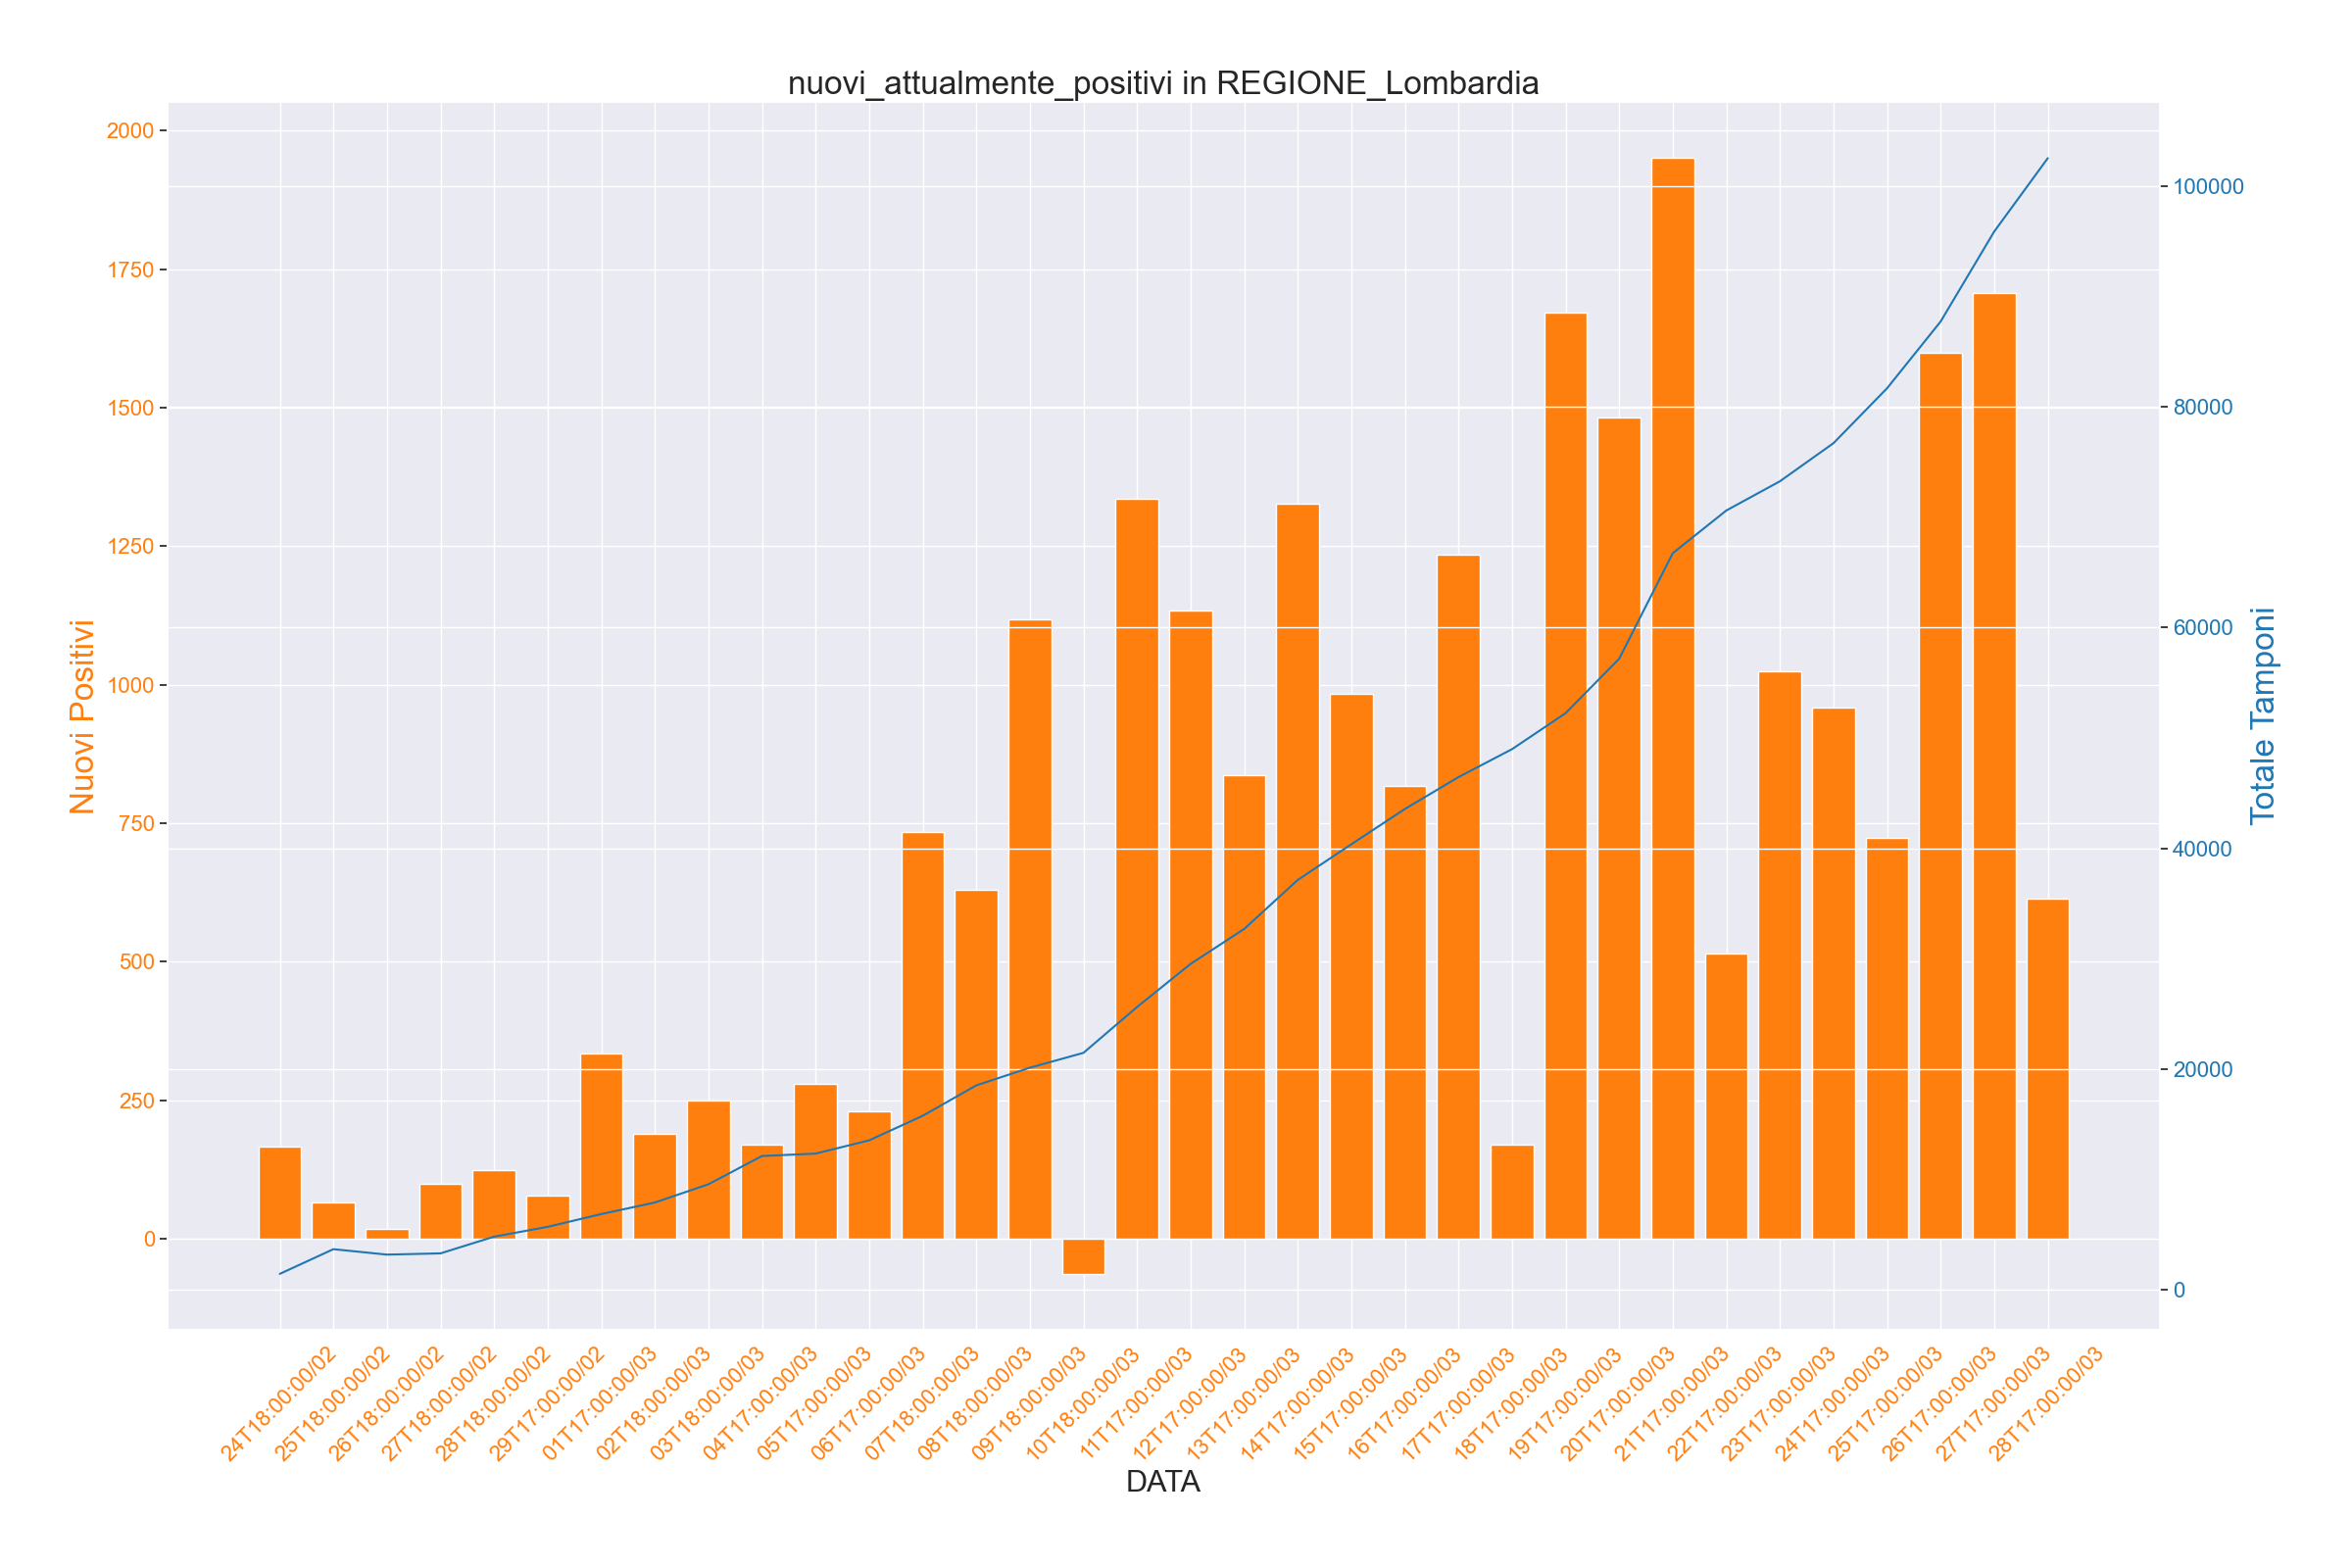 nuovi_attualmente_positivi in REGIONE_Lombardia
2000
1750
1500
1250
1000
750
500
250
0
Nuovi Positivi
100000
80000
60000
40000
20000
0
Totale Tamponi
24T18:00:00/02
25T18:00:00/02
26T18:00:00/02
27T18:00:00/02
28T18:00:00/02
29T17:00:00/02
01T17:00:00/03
02T18:00:00/03
03T18:00:00/03
04T17:00:00/03
05T17:00:00/03
06T17:00:00/03
07T18:00:00/03
08T18:00:00/03
09T18:00:00/03
10T18:00:00/03
11T17:00:00/03
12T17:00:00/03
13T17:00:00/03
14T17:00:00/03
15T17:00:00/03
16T17:00:00/03
17T17:00:00/03
18T17:00:00/03
19T17:00:00/03
20T17:00:00/03
21T17:00:00/03
22T17:00:00/03
23T17:00:00/03
24T17:00:00/03
25T17:00:00/03
26T17:00:00/03
27T17:00:00/03
28T17:00:00/03
DATA